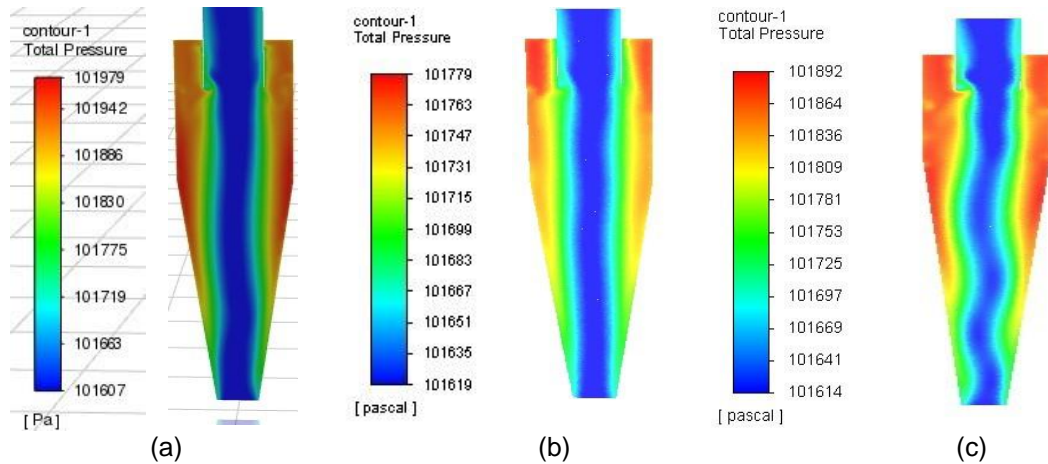 contour-1
Total Pressure
101979
101942
101886
101830
101775
101719
101663
101607
[ Pa ]
(a)
contour-1
Total Pressure
101779
101763
101747
101731
101715
101699
101683
101667
101651
101635
101619
[ pascal ]
(b)
contour-1
Total Pressure
101892
101864
101836
101809
101781
101753
101725
101697
101669
101641
101614
[ pascal ]
(c)